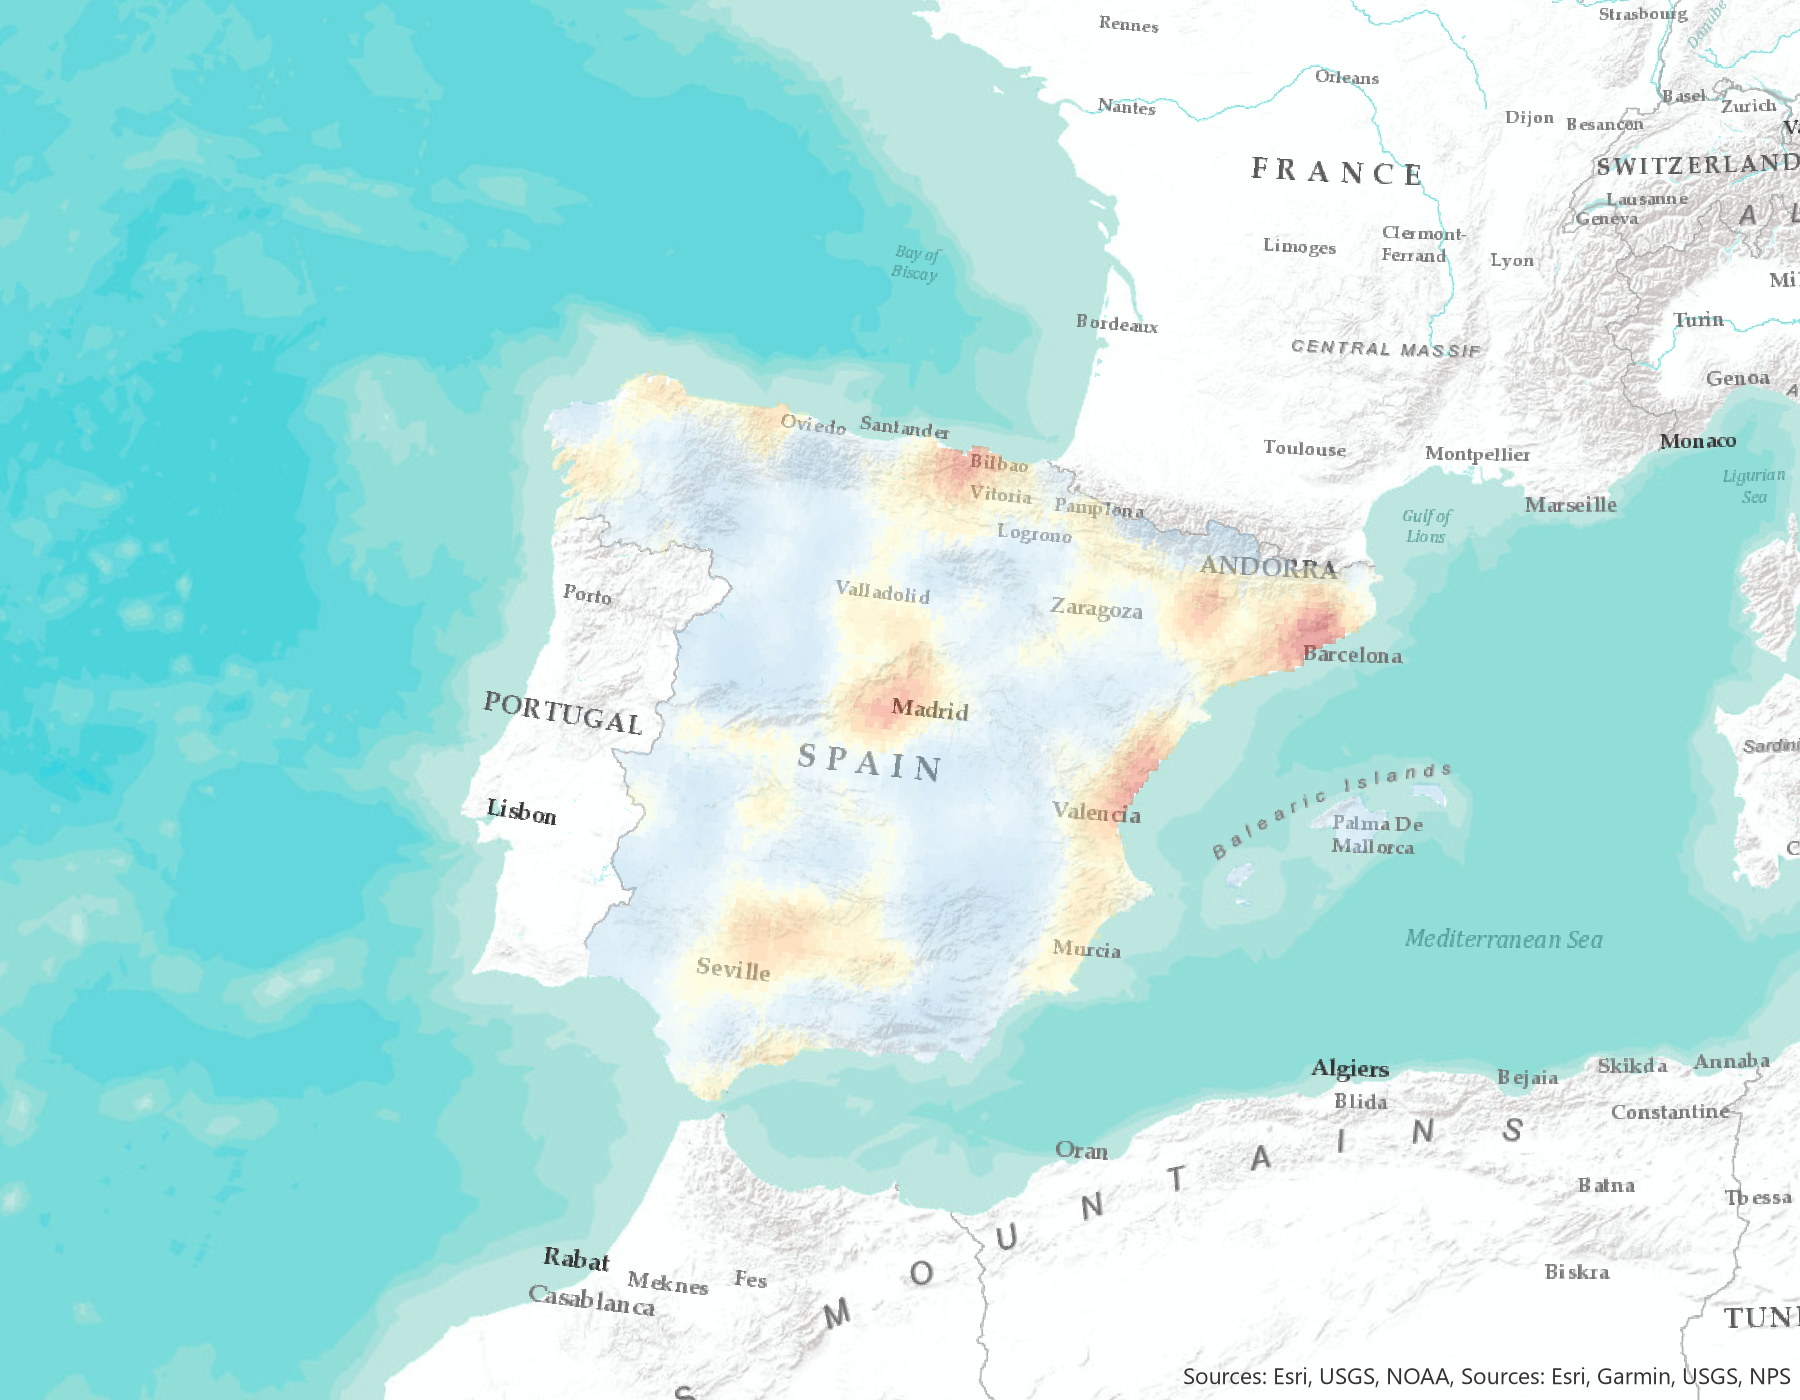 Rennes
Strasbourg
Danube
Orleans
Nantes
Basel
Zurich
Dijon
Besancon
FRANCE
SWITZERLAND
Lausanne
Geneva
A L
Limoges
Clermont-
Ferrand
Lyon
Bay of
Biscay
Mil
Bordeaux
Turin
CENTRAL MASSIF
Genoa
A
Oviedo
Santander
Toulouse
Montpellier
Monaco
Bilbao
Vitoria
Pamplona
Marseille
Ligurian
Sea
Gulf of
Lions
Logrono
ANDORRA
Valladolid
Zaragoza
Porto
Barcelona
PORTUGAL
Madrid
SPAIN
Sardini
Balearic Islands
Lisbon
Valencia
Palma De
Mallorca
C
Murcia
Mediterranean Sea
Seville
Algiers
Blida
Bejaia
Skikda
Annaba
Constantine
Oran
Batna
Tbessa
MOUNTAINS
Rabat
Meknes
Fes
Casablanca
Biskra
TUNI
S
Sources: Esri, USGS, NOAA, Sources: Esri, Garmin, USGS, NPS